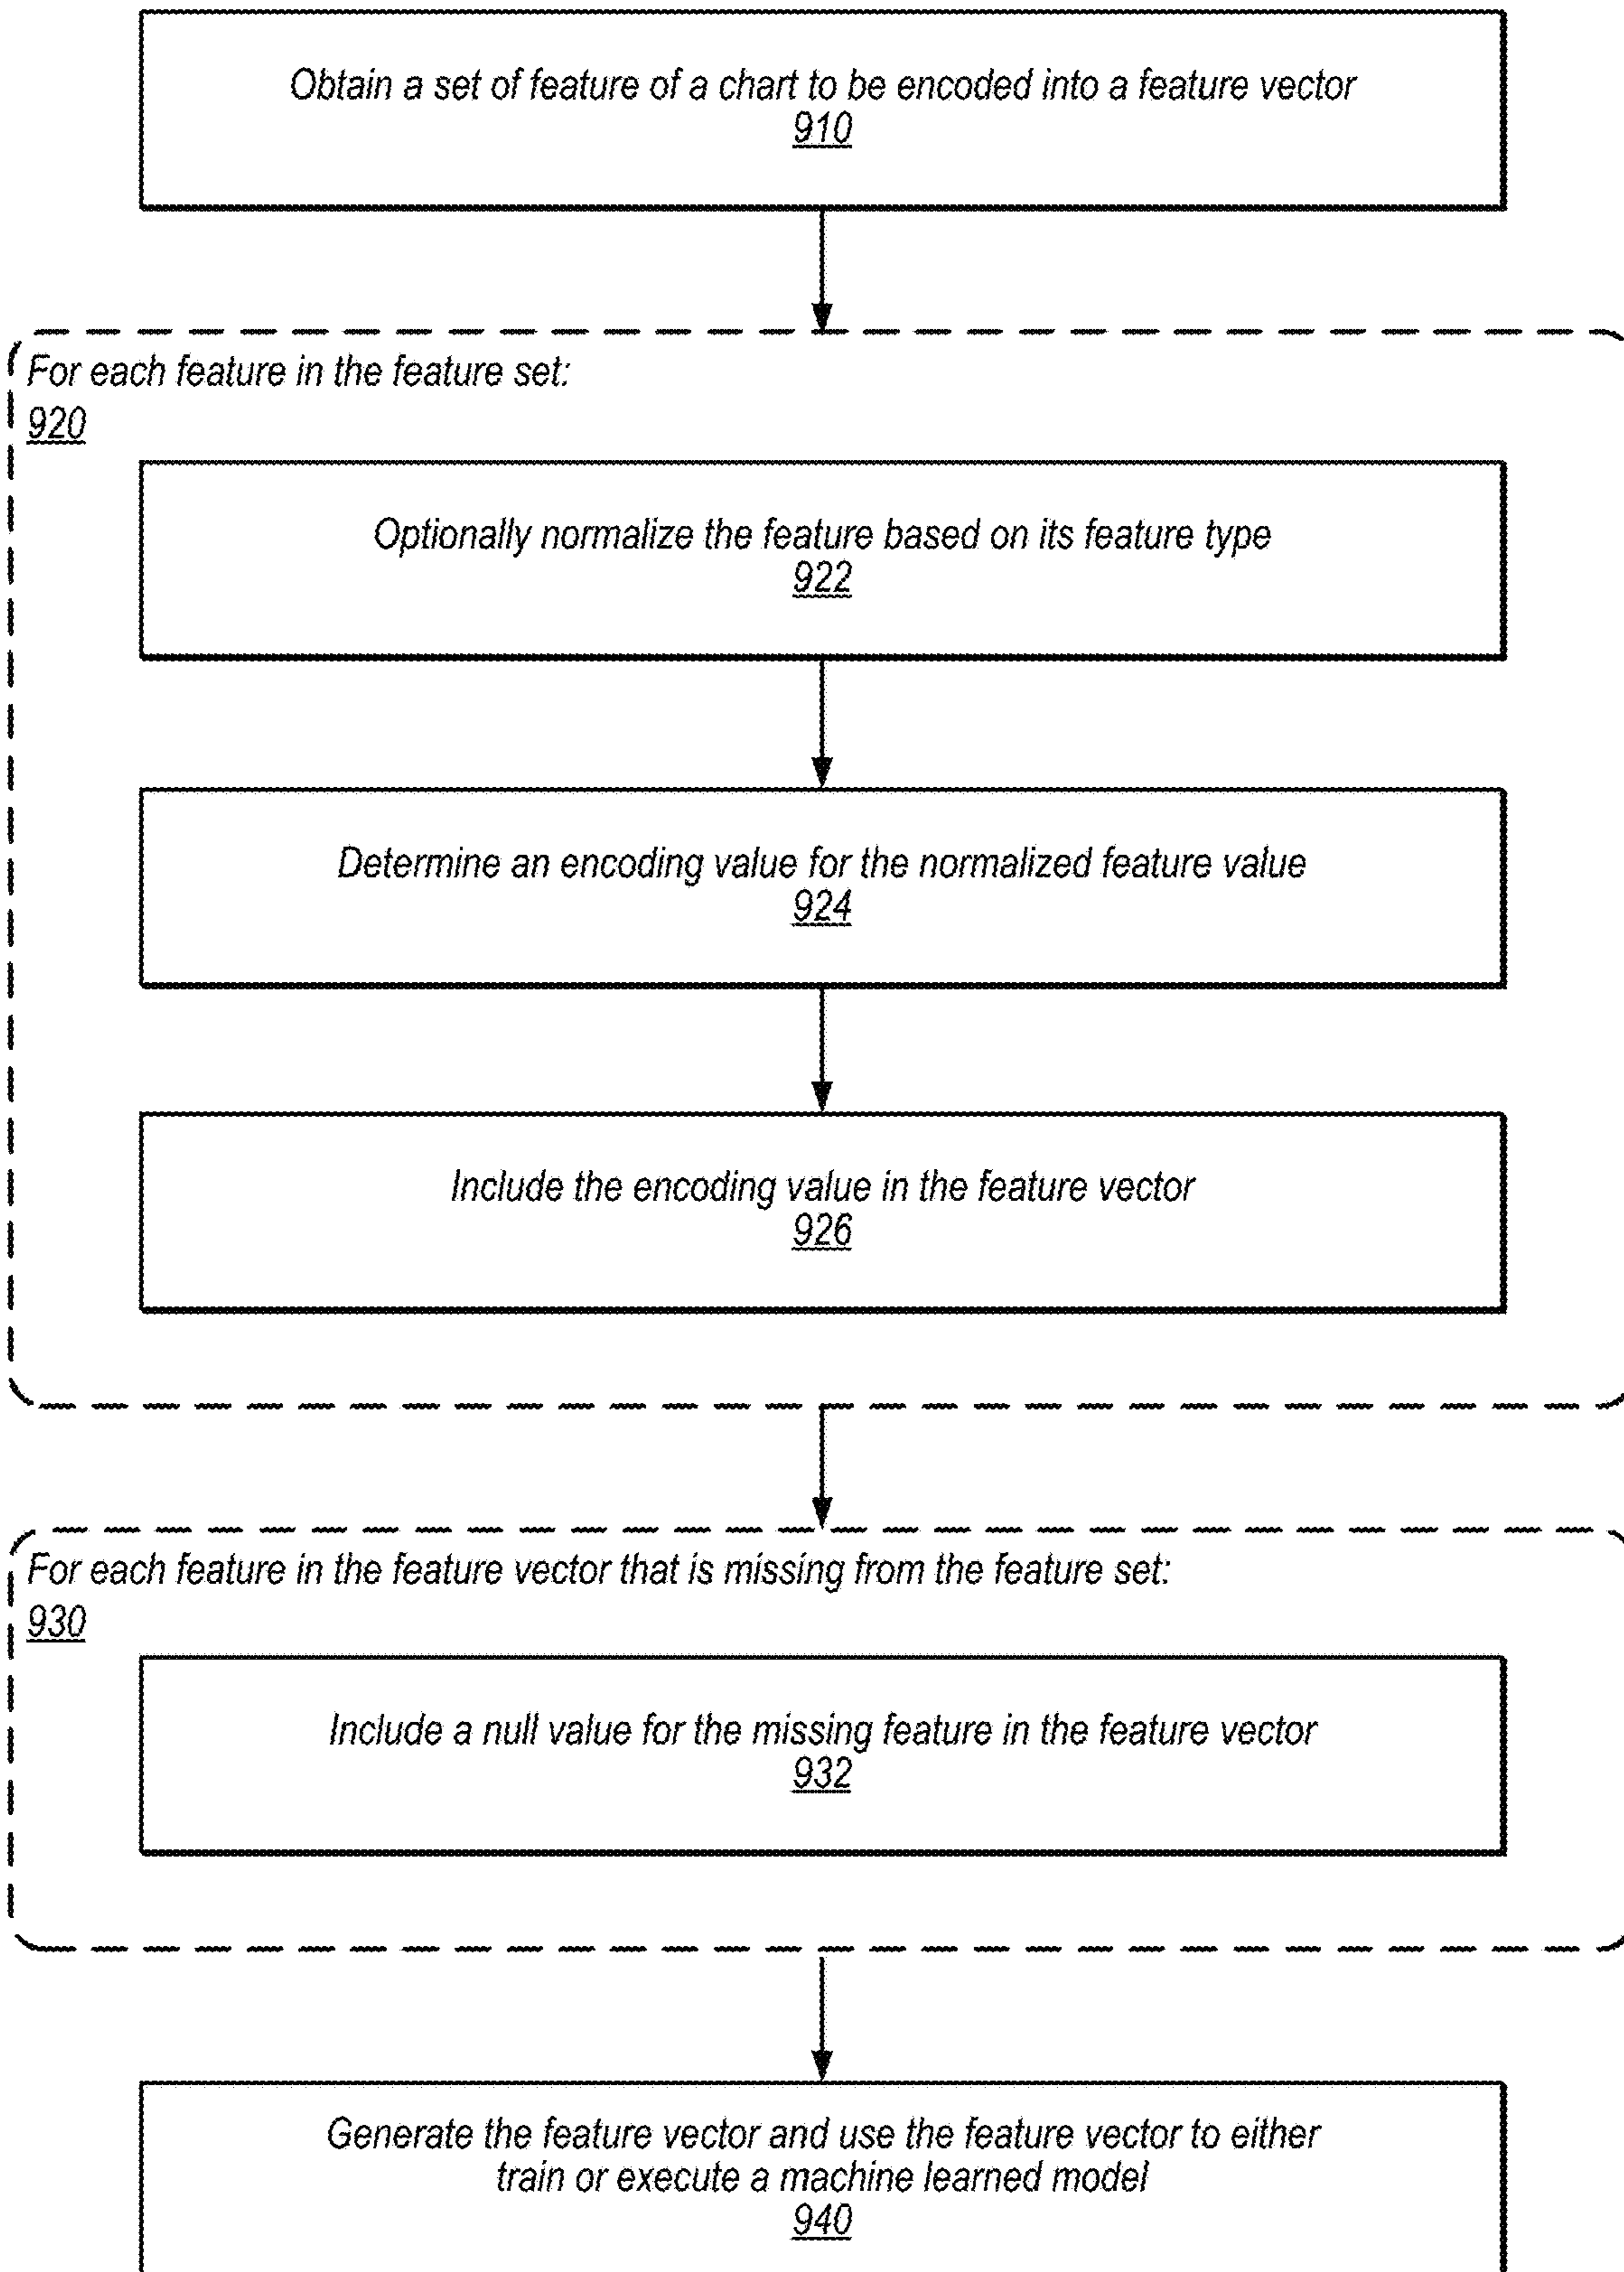 Obtain a set of feature of a chart to be encoded into a feature vector
910
For each feature in the feature set:
920
Optionally normalize the feature based on its feature type
922
Determine an encoding value for the normalized feature value
924
Include the encoding value in the feature vector
926
For each feature in the feature vector that is missing from the feature set:
930
Include a null value for the missing feature in the feature vector
932
Generate the feature vector and use the feature vector to either
train or execute a machine learned model
940